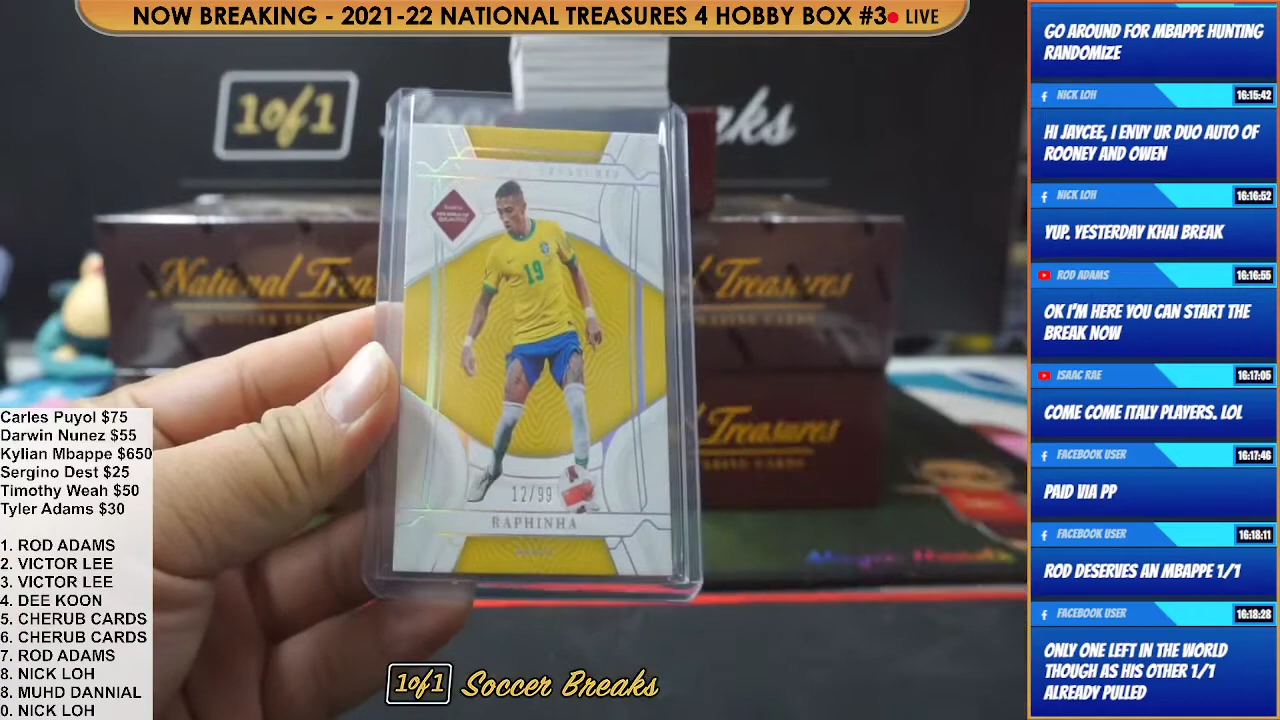 NOW BREAKING - 2021-22 NATIONAL TREASURES 4 HOBBY BOX #3 LIVE
1of1 Soccer Breaks
National Treasures
Treasures
19
12/99
RAPHINHA
Treasures
Carles Puyol $75
Darwin Nunez $55
Kylian Mbappe $650
Sergino Dest $25
Timothy Weah $50
Tyler Adams $30
1. ROD ADAMS
2. VICTOR LEE
3. VICTOR LEE
4. DEE KOON
5. CHERUB CARDS
6. CHERUB CARDS
7. ROD ADAMS
8. NICK LOH
8. MUHD DANNIAL
0. NICK LOH
1of1 Soccer Breaks
GO AROUND FOR MBAPPE HUNTING
RANDOMIZE
NICK LOH 16:15:42
HI JAYCEE, I ENVY UR DUO AUTO OF
ROONEY AND OWEN
NICK LOH 16:16:52
YUP. YESTERDAY KHAI BREAK
ROD ADAMS 16:16:55
OK I'M HERE YOU CAN START THE
BREAK NOW
ISAAC RAE 16:17:05
COME COME ITALY PLAYERS. LOL
FACEBOOK USER 16:17:46
PAID VIA PP
FACEBOOK USER 16:18:11
ROD DESERVES AN MBAPPE 1/1
FACEBOOK USER 16:18:28
ONLY ONE LEFT IN THE WORLD
THOUGH AS HIS OTHER 1/1
ALREADY PULLED